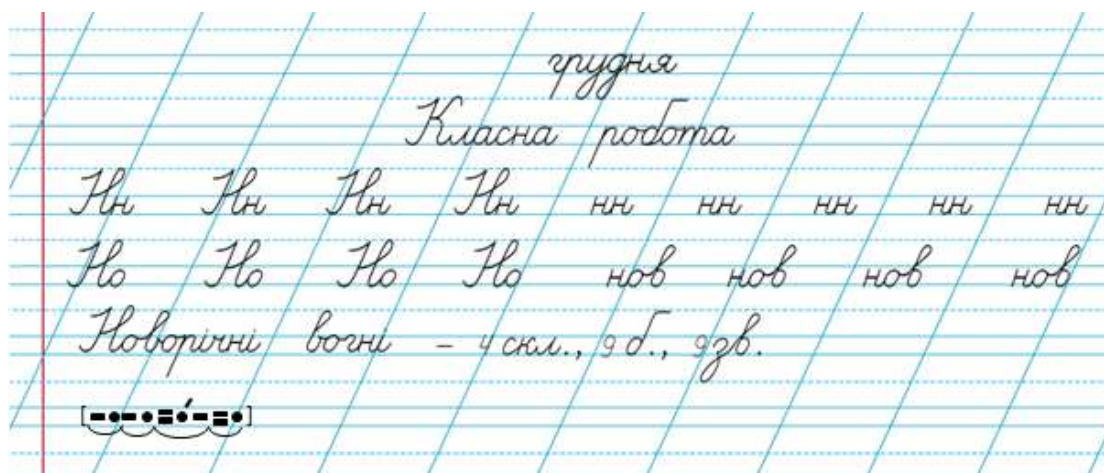 грудня
Класна робота
Нн Нн Нн Нн нн нн нн нн нн
Но Но Но Но нов нов нов нов
Новорічні вогні – 4 скл., 9 б., 9 зв.